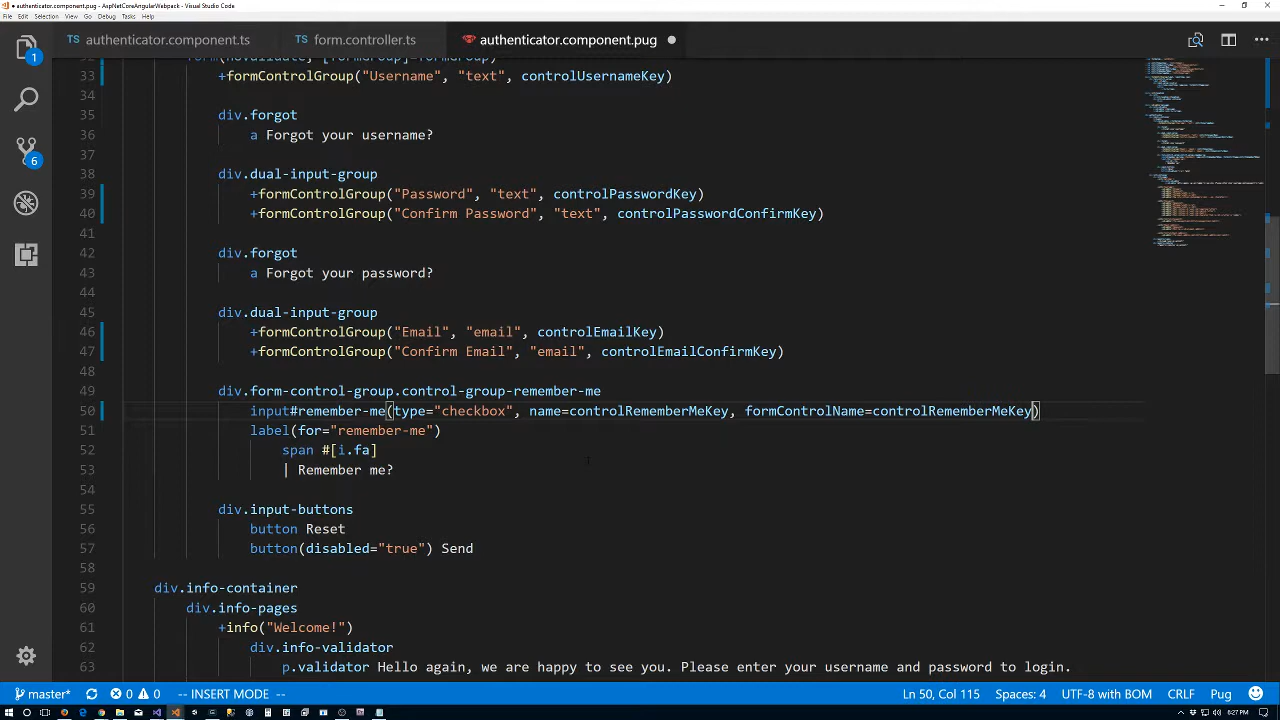 authenticator.component.pug - AspNetCoreAngularWebpack - Visual Studio Code
File Edit Selection View Debug Tasks Help
authenticator.component.ts form.controller.ts authenticator.component.pug
33 +formControlGroup("Username", "text", controlUsernameKey)
34
35 div.forgot
36 a Forgot your username?
37
38 div.dual-input-group
39 +formControlGroup("Password", "text", controlPasswordKey)
40 +formControlGroup("Confirm Password", "text", controlPasswordConfirmKey)
41
42 div.forgot
43 a Forgot your password?
44
45 div.dual-input-group
46 +formControlGroup("Email", "email", controlEmailKey)
47 +formControlGroup("Confirm Email", "email", controlEmailConfirmKey)
48
49 div.form-control-group.control-group-remember-me
50 input#remember-me(type="checkbox", name=controlRememberMeKey, formControlName=controlRememberMeKey)
51 label(for="remember-me")
52 span #[i.fa]
53 | Remember me?
54
55 div.input-buttons
56 button Reset
57 button(disabled="true") Send
58
59 div.info-container
60 div.info-pages
61 +info("Welcome!")
62 div.info-validator
63 p.validator Hello again, we are happy to see you. Please enter your username and password to login.
1
6
master* 0 0 -- INSERT MODE -- Ln 50, Col 115 Spaces: 4 UTF-8 with BOM CRLF Pug
6:27 PM